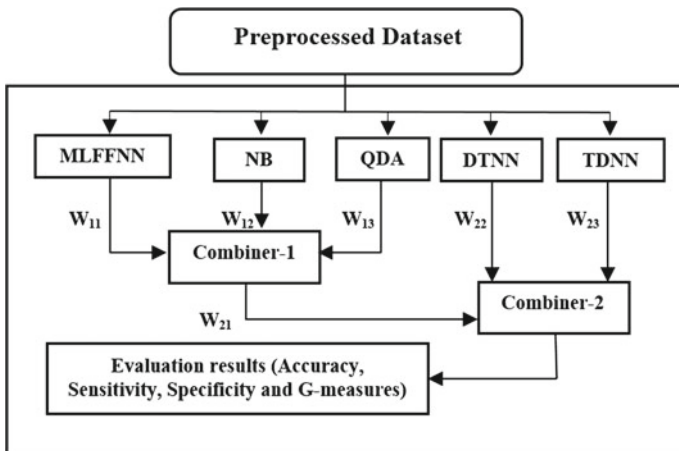 Preprocessed Dataset
MLFFNN NB QDA DTNN TDNN
W11 W12 W13 W22 W23
Combiner-1
Combiner-2
W21
Evaluation results (Accuracy,
Sensitivity, Specificity and G-measures)